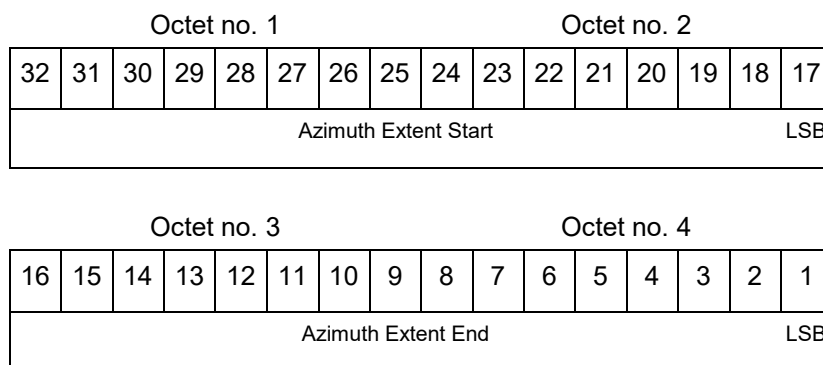 Octet no. 1 Octet no. 2
32 31 30 29 28 27 26 25 24 23 22 21 20 19 18 17
Azimuth Extent Start LSB
Octet no. 3 Octet no. 4
16 15 14 13 12 11 10 9 8 7 6 5 4 3 2 1
Azimuth Extent End LSB